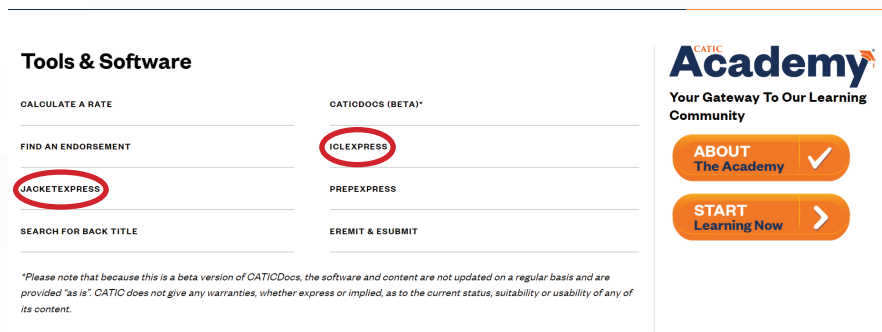 Tools & Software
CALCULATE A RATE
CATICDOCS (BETA)*
FIND AN ENDORSEMENT
ICLEXPRESS
JACKETEXPRESS
PREPEXPRESS
SEARCH FOR BACK TITLE
EREMIT & ESUBMIT
*Please note that because this is a beta version of CATICDocs, the software and content are not updated on a regular basis and are
provided "as is". CATIC does not give any warranties, whether express or implied, as to the current status, suitability or usability of any of
its content.
CATIC
Academy
Your Gateway To Our Learning
Community
ABOUT
The Academy
START
Learning Now